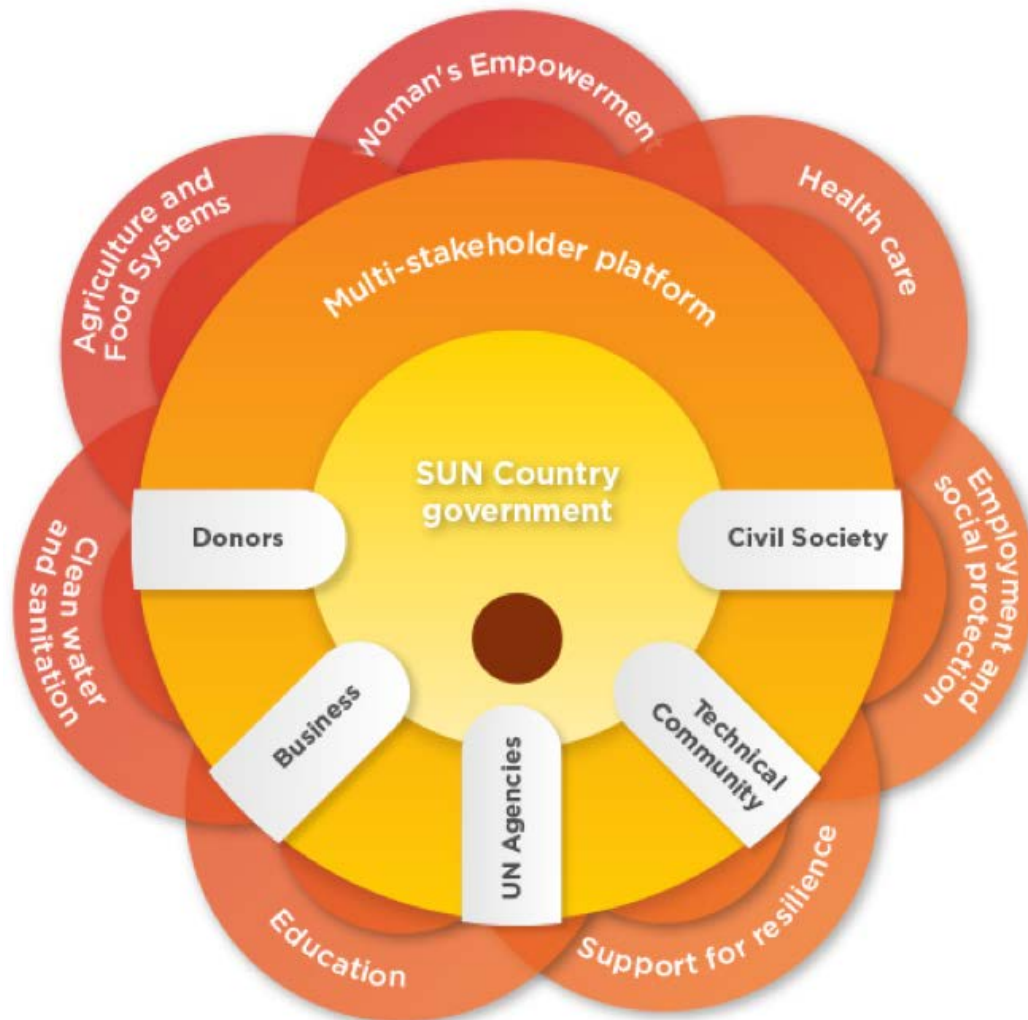 Woman's Empowerment
Health care
Agriculture and
Food Systems
Multi-stakeholder platform
SUN Country
government
Donors
Civil Society
Employment and
social protection
Clean water
and sanitation
Business
UN Agencies
Technical
Community
Education
Support for resilience